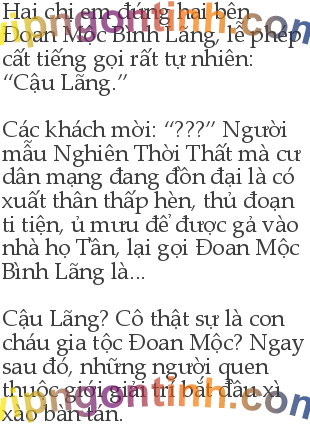 Hai chị em đứng hai bên
Đoan Mộc Bình Lãng, lễ phép
cất tiếng gọi rất tự nhiên:
“Cậu Lãng.”
Các khách mời: “???” Người
mẫu Nghiên Thời Thất mà cư
dân mạng đang đồn đại là có
xuất thân thấp hèn, thủ đoạn
ti tiện, ủ mưu để được gả vào
nhà họ Tần, lại gọi Đoan Mộc
Bình Lãng là...
Cậu Lãng? Cô thật sự là con
cháu gia tộc Đoan Mộc? Ngay
sau đó, những người quen
thuộc giới giải trí bắt đầu xì
xào bàn tán.
vipngontinh.com
vipngontinh.com